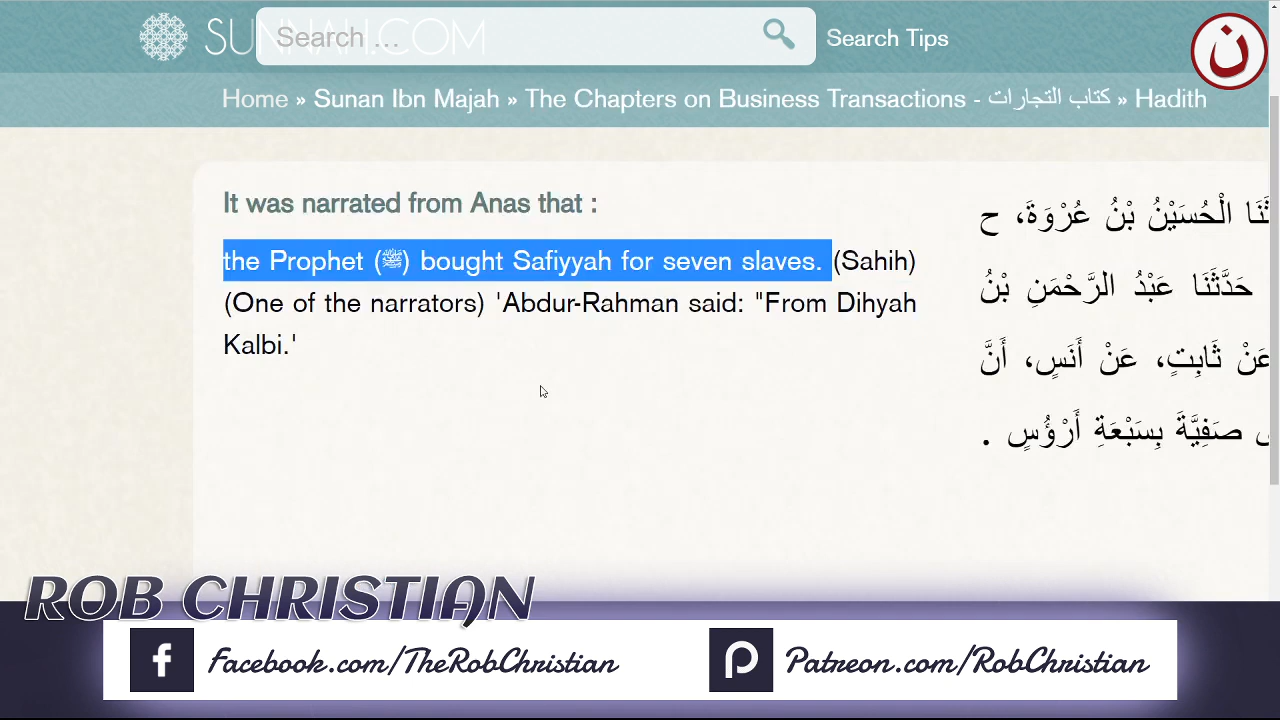 SUNNAH.COM
Search ...
Search Tips
ن
Home » Sunan Ibn Majah » The Chapters on Business Transactions - كتاب التجارات » Hadith
It was narrated from Anas that :
the Prophet (ﷺ) bought Safiyyah for seven slaves. (Sahih)
(One of the narrators) 'Abdur-Rahman said: "From Dihyah
Kalbi.'
الْحُسَيْنُ بْنُ عُرْوَةَ، ح
حَدَّثَنَا عَبْدُ الرَّحْمَنِ بْنُ
عَنْ ثَابِتٍ، عَنْ أَنَسٍ، أَنَّ
صَفِيَّةَ بِسَبْعَةِ أَرْؤُسٍ .
ROB CHRISTIAN
f Facebook.com/TheRobChristian
Patreon.com/RobChristian